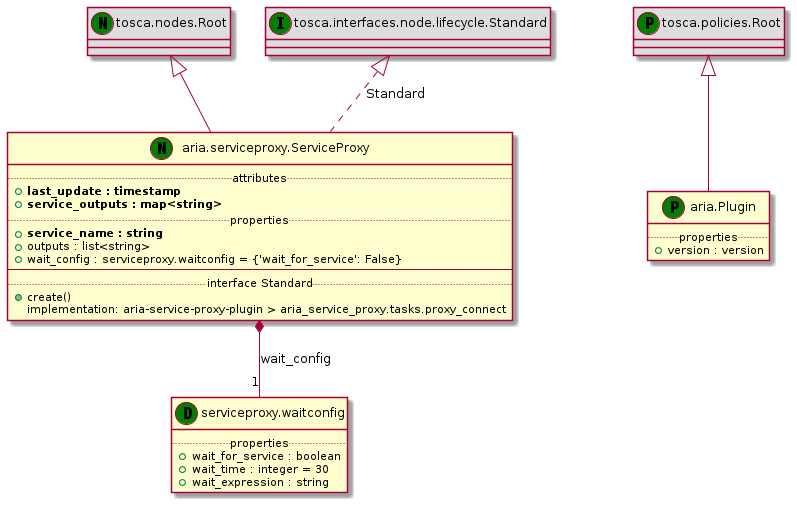 N tosca.nodes.Root
I tosca.interfaces.node.lifecycle.Standard
P tosca.policies.Root
Standard
N aria.serviceproxy.ServiceProxy
attributes
last_update : timestamp
service_outputs : map<string>
properties
service_name : string
outputs : list<string>
wait_config : serviceproxy.waitconfig = {'wait_for_service': False}
interface Standard
create()
implementation: aria-service-proxy-plugin > aria_service_proxy.tasks.proxy_connect
P aria.Plugin
properties
version : version
wait_config
1
D serviceproxy.waitconfig
properties
wait_for_service : boolean
wait_time : integer = 30
wait_expression : string